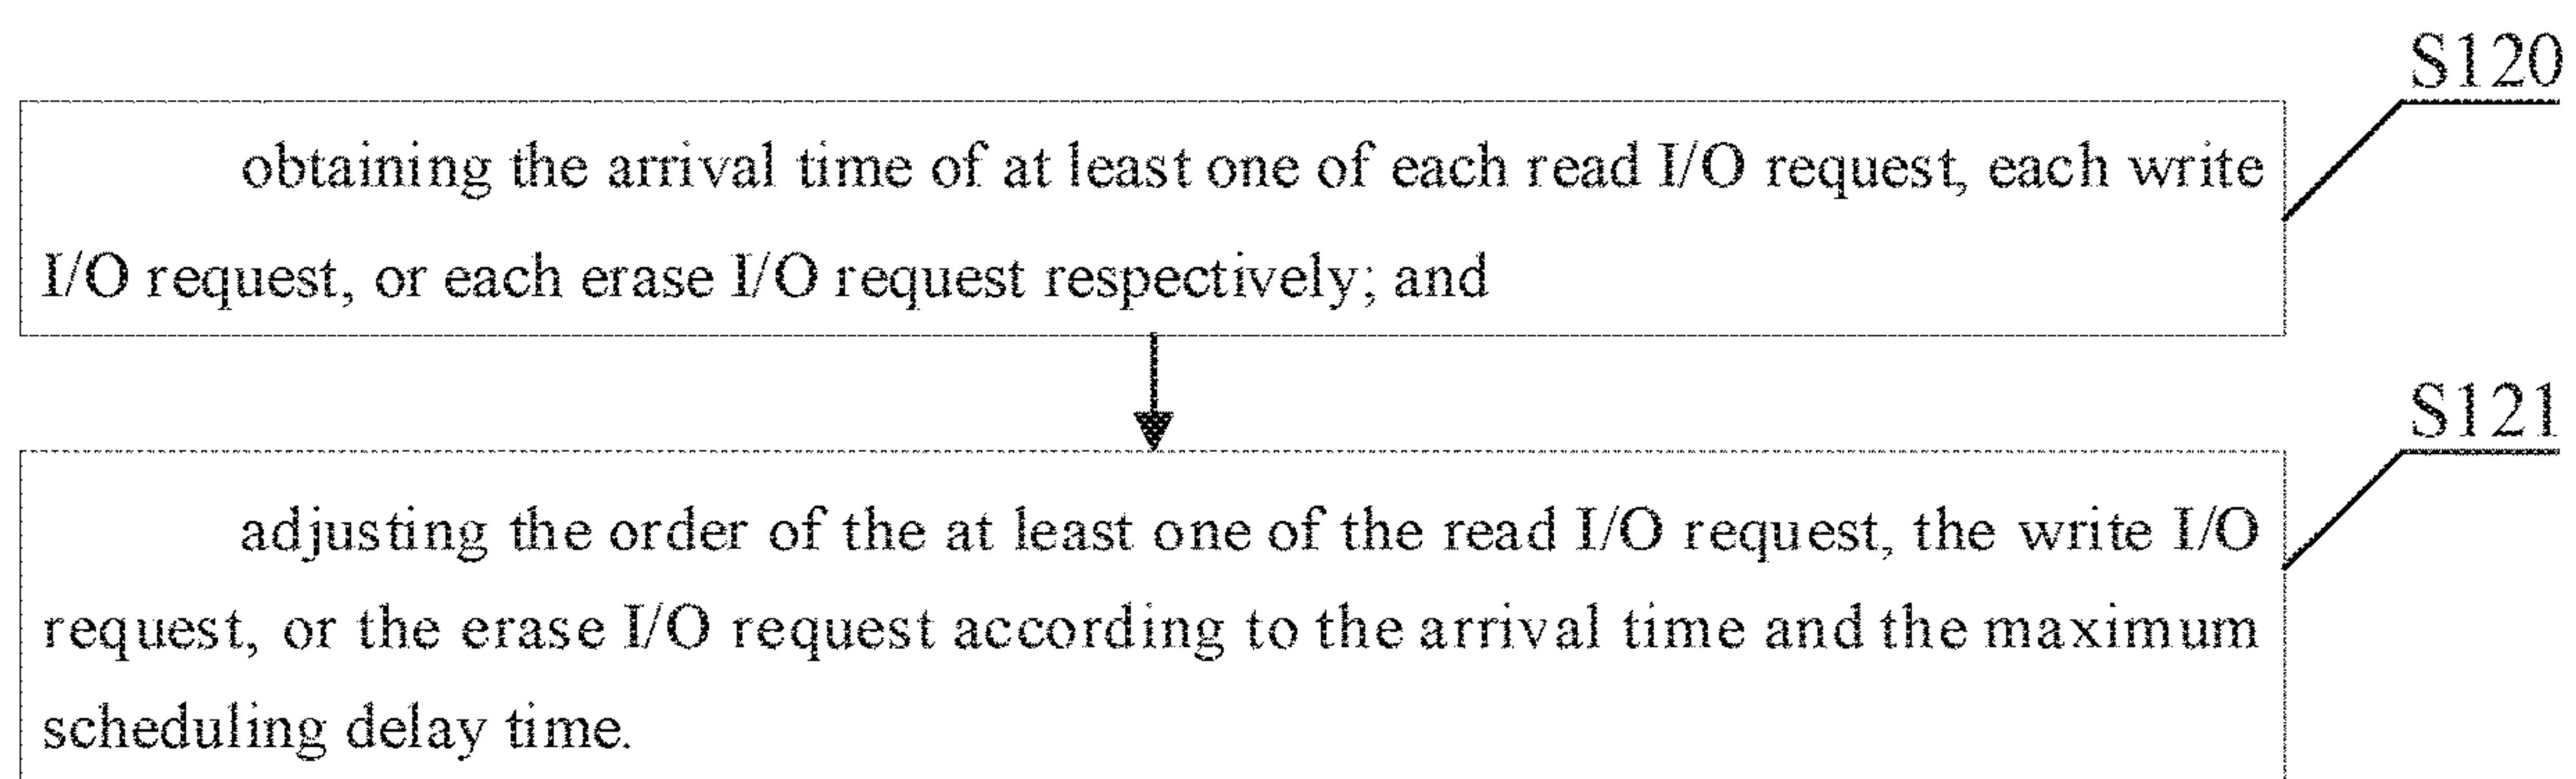 S120
obtaining the arrival time of at least one of each read I/O request, each write
I/O request, or each erase I/O request respectively; and
S121
adjusting the order of the at least one of the read I/O request, the write I/O
request, or the erase I/O request according to the arrival time and the maximum
scheduling delay time.